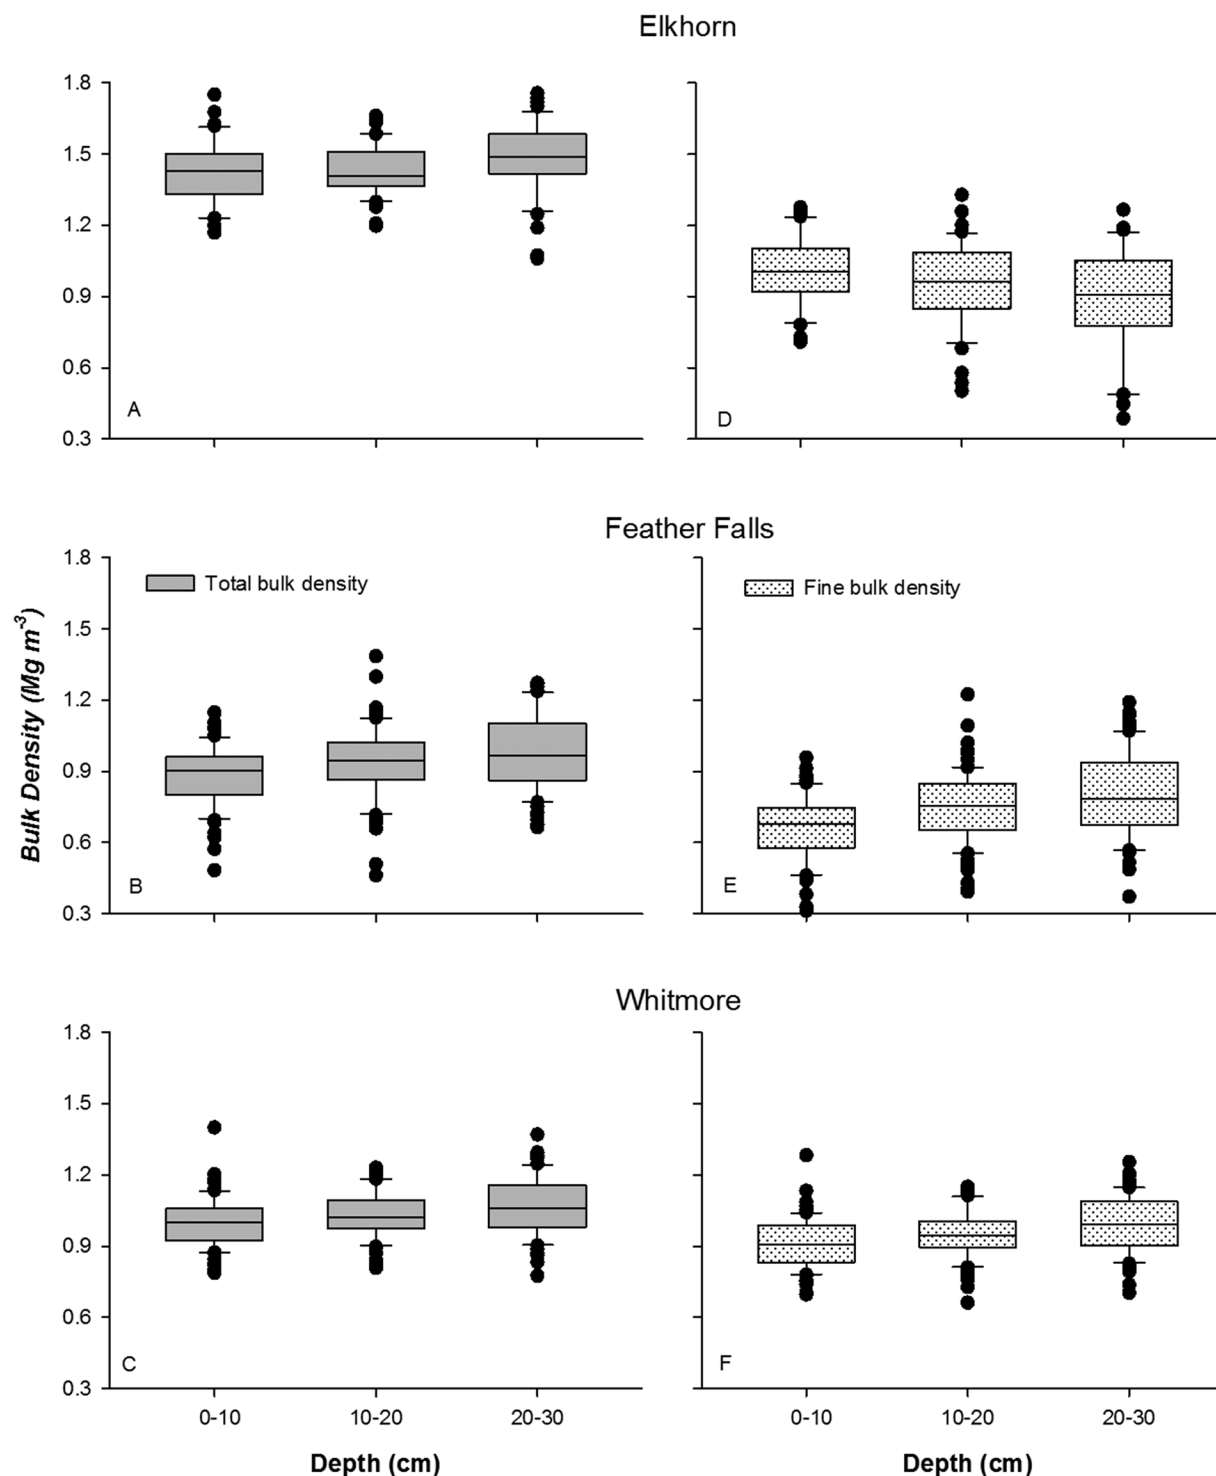 Elkhorn
1.8
1.5
1.2
0.9
0.6
0.3
A
D
Feather Falls
1.8
1.5
1.2
0.9
0.6
0.3
Total bulk density
Fine bulk density
B
E
Bulk Density (Mg m⁻³)
Whitmore
1.8
1.5
1.2
0.9
0.6
0.3
C
F
0-10 10-20 20-30 0-10 10-20 20-30
Depth (cm) Depth (cm)